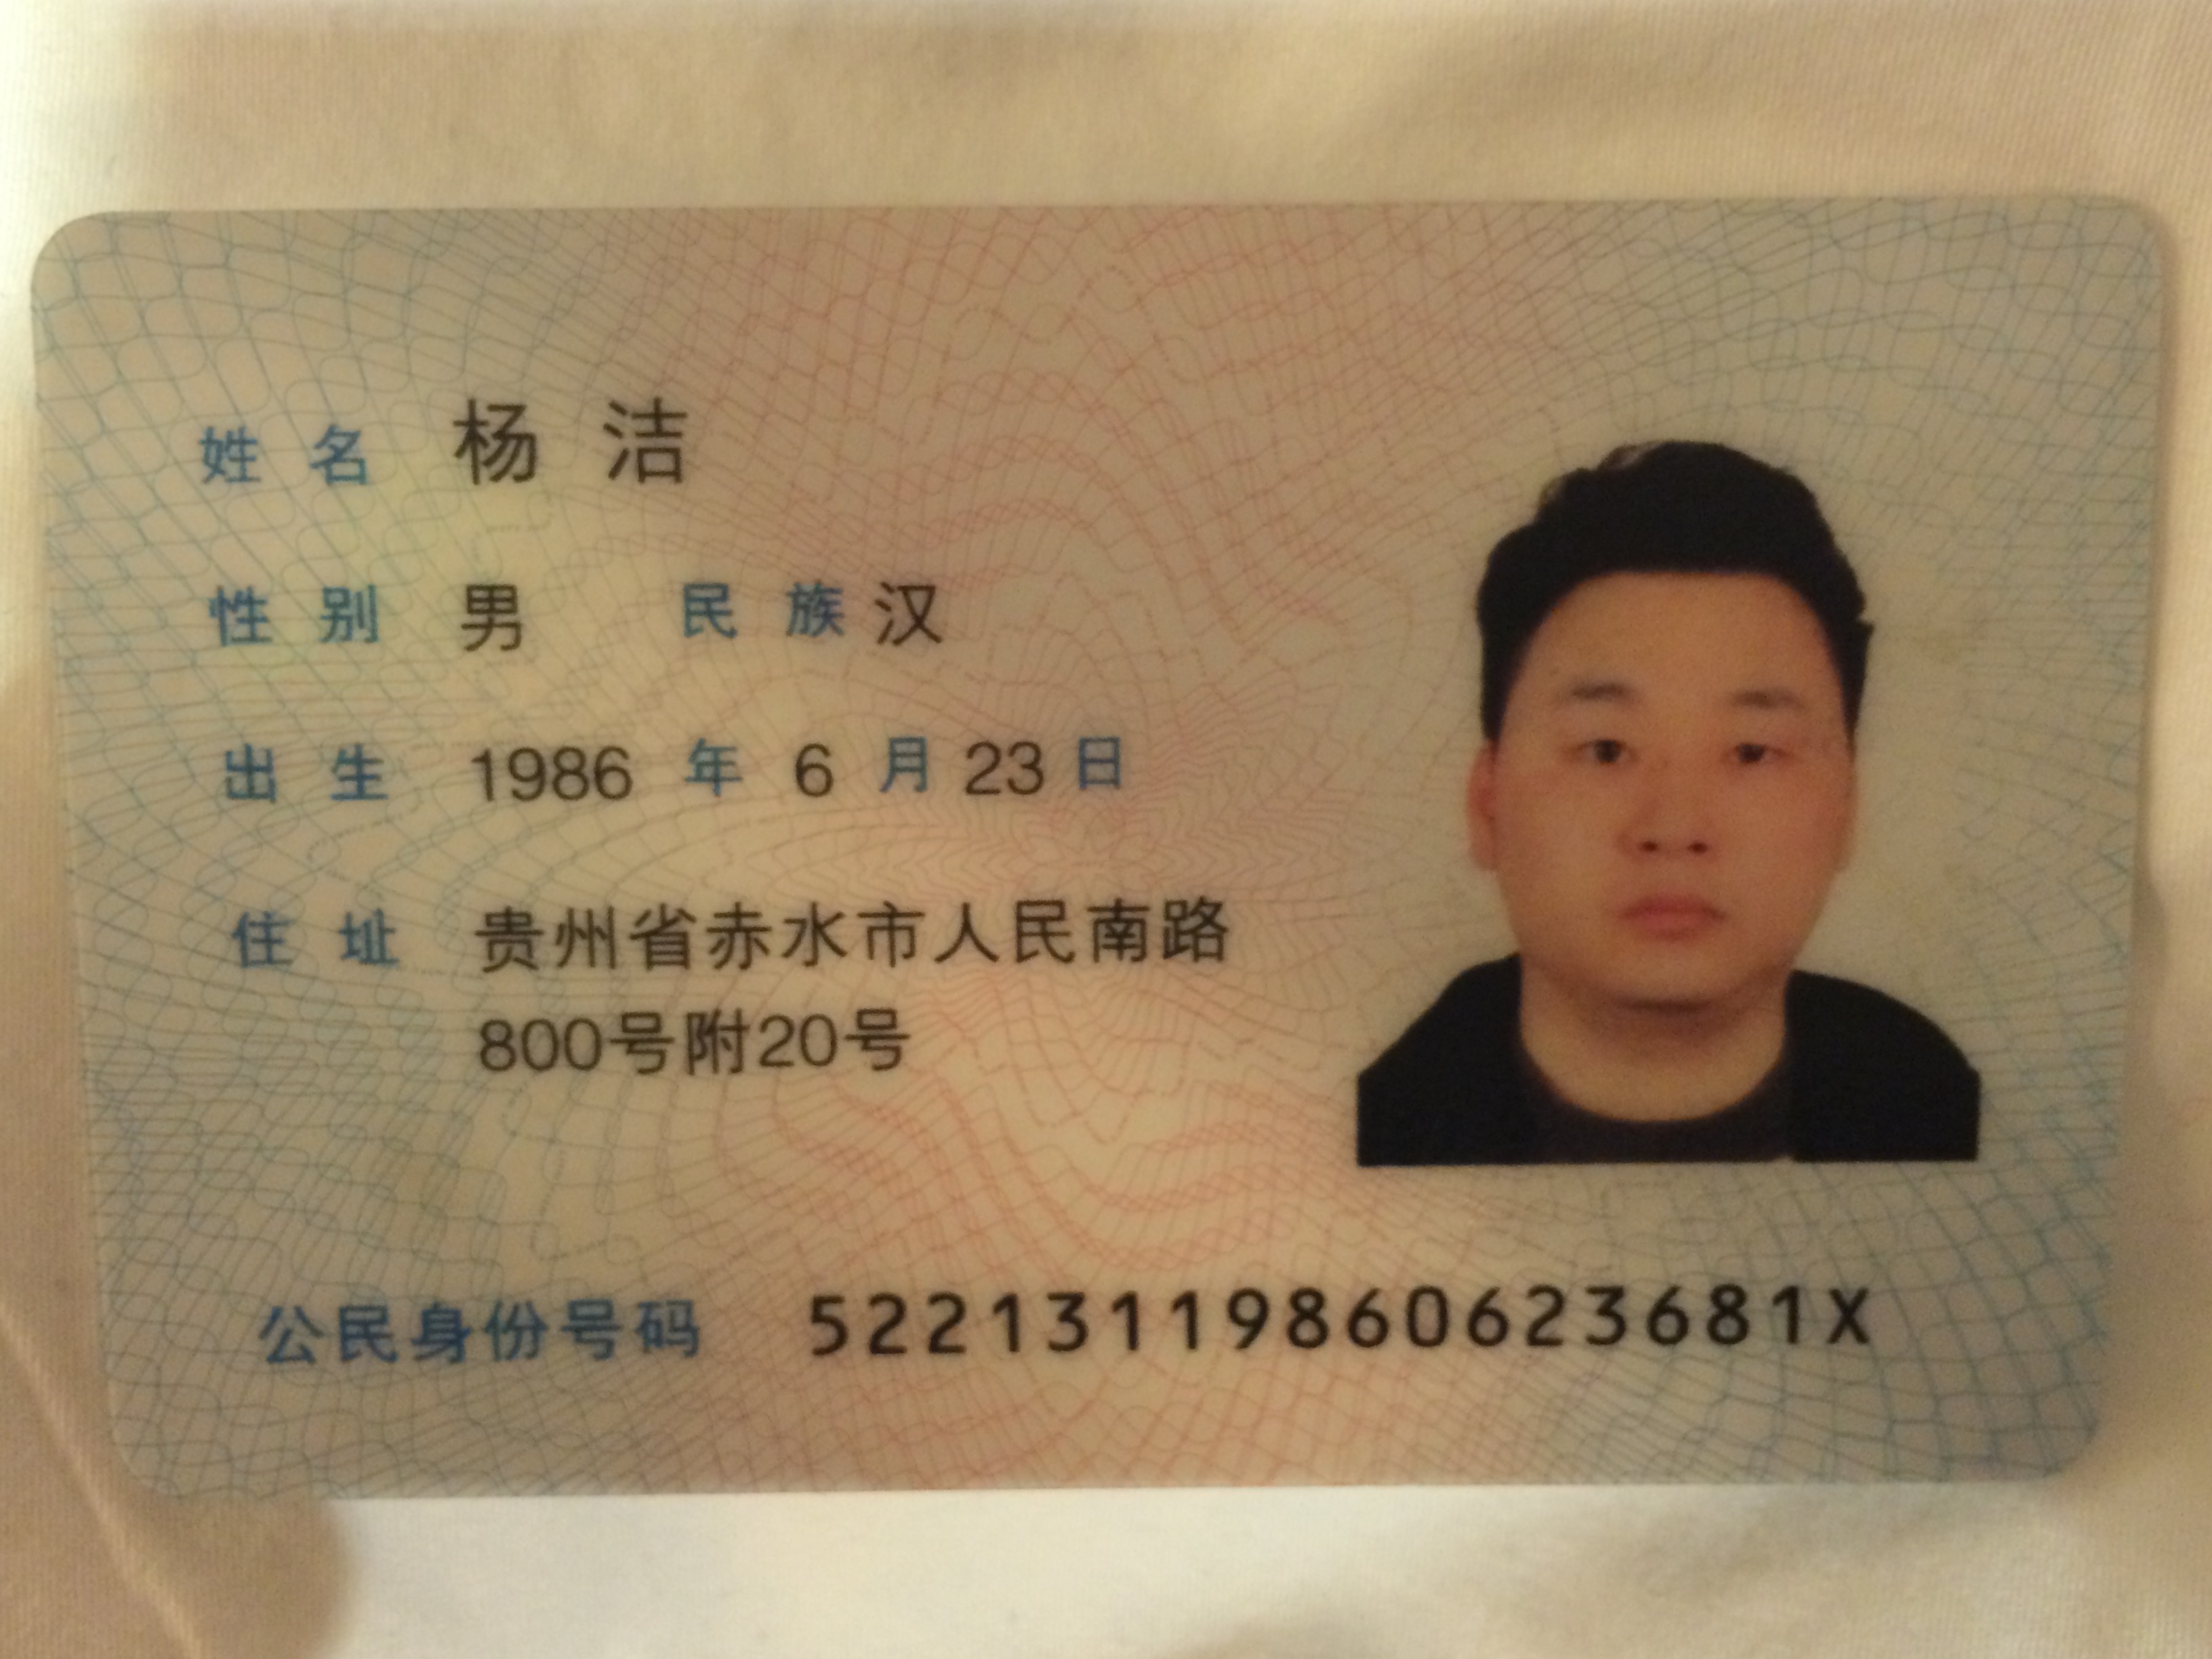 姓名 杨洁
性别 男 民族 汉
出生 1986 年 6 月 23 日
住址 贵州省赤水市人民南路
800号附20号
公民身份号码 52213119860623681X